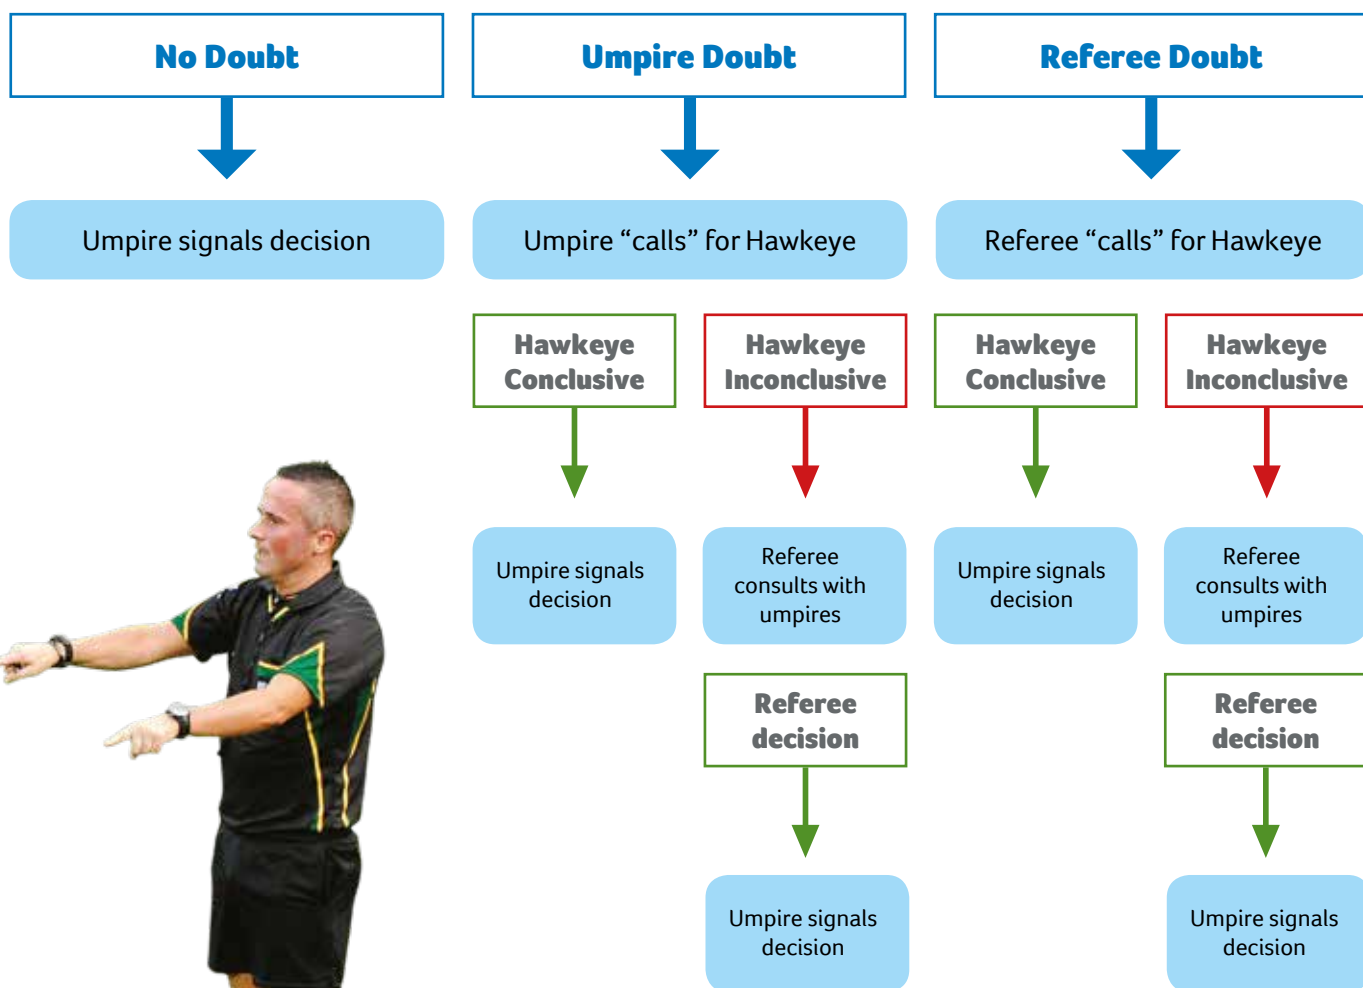 No Doubt
Umpire Doubt
Referee Doubt
Umpire signals decision
Umpire “calls” for Hawkeye
Referee “calls” for Hawkeye
Hawkeye
Conclusive
Hawkeye
Inconclusive
Hawkeye
Conclusive
Hawkeye
Inconclusive
Umpire signals
decision
Referee
consults with
umpires
Umpire signals
decision
Referee
consults with
umpires
Referee
decision
Referee
decision
Umpire signals
decision
Umpire signals
decision